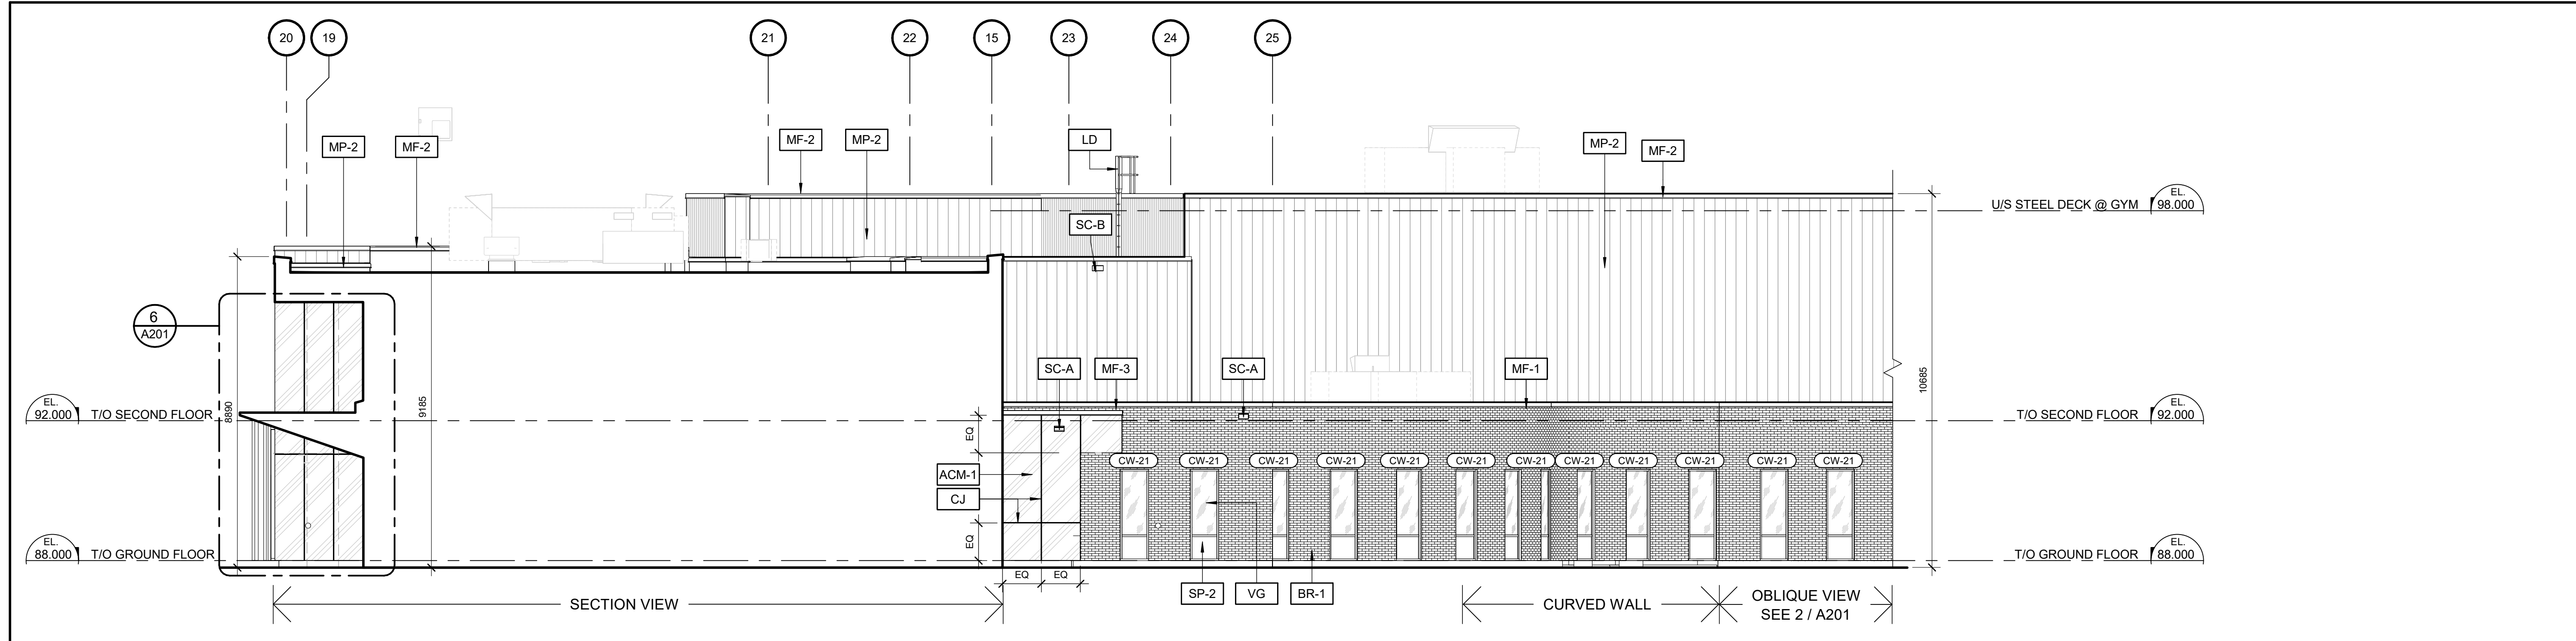 20 19 21 22 15 23 24 25
MP-2 MF-2 MF-2 MP-2 LD MP-2 MF-2
EL.
U/S STEEL DECK @ GYM 98.000
SC-B
6
A201
SC-A MF-3 SC-A MF-1
8890 9185 10685
EL. EL.
92.000 T/O SECOND FLOOR T/O SECOND FLOOR 92.000
EQ
CW-21 CW-21 CW-21 CW-21 CW-21 CW-21 CW-21 CW-21 CW-21 CW-21 CW-21 CW-21
ACM-1
CJ
EQ
EL. EL.
88.000 T/O GROUND FLOOR T/O GROUND FLOOR 88.000
EQ EQ
SP-2 VG BR-1
SECTION VIEW CURVED WALL OBLIQUE VIEW
SEE 2 / A201